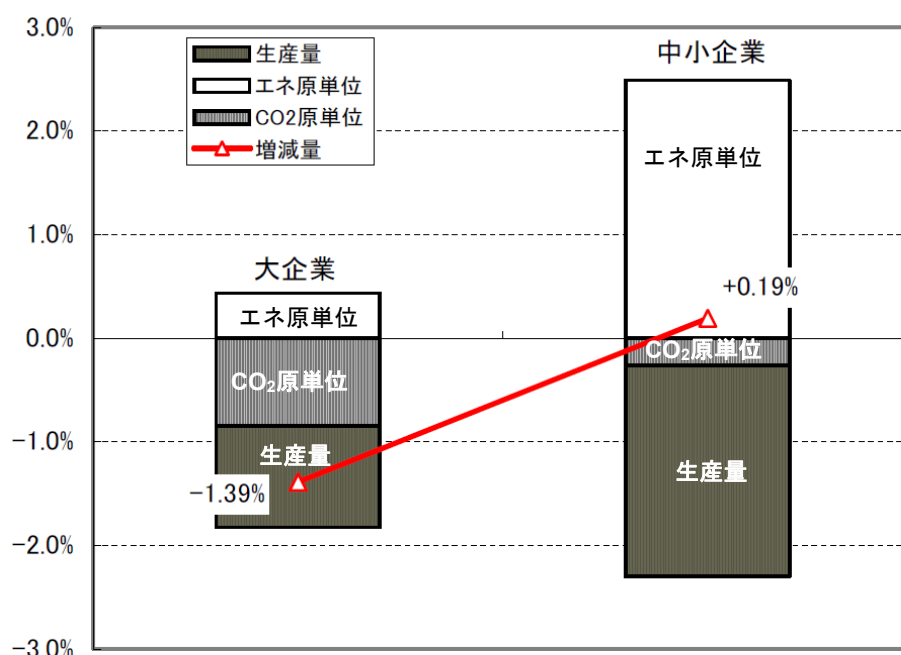 3.0%
2.0%
1.0%
0.0%
-1.0%
-2.0%
-3.0%
生産量
エネ原単位
CO2原単位
増減量
大企業
エネ原単位
CO₂原単位
生産量
-1.39%
中小企業
エネ原単位
+0.19%
CO₂原単位
生産量